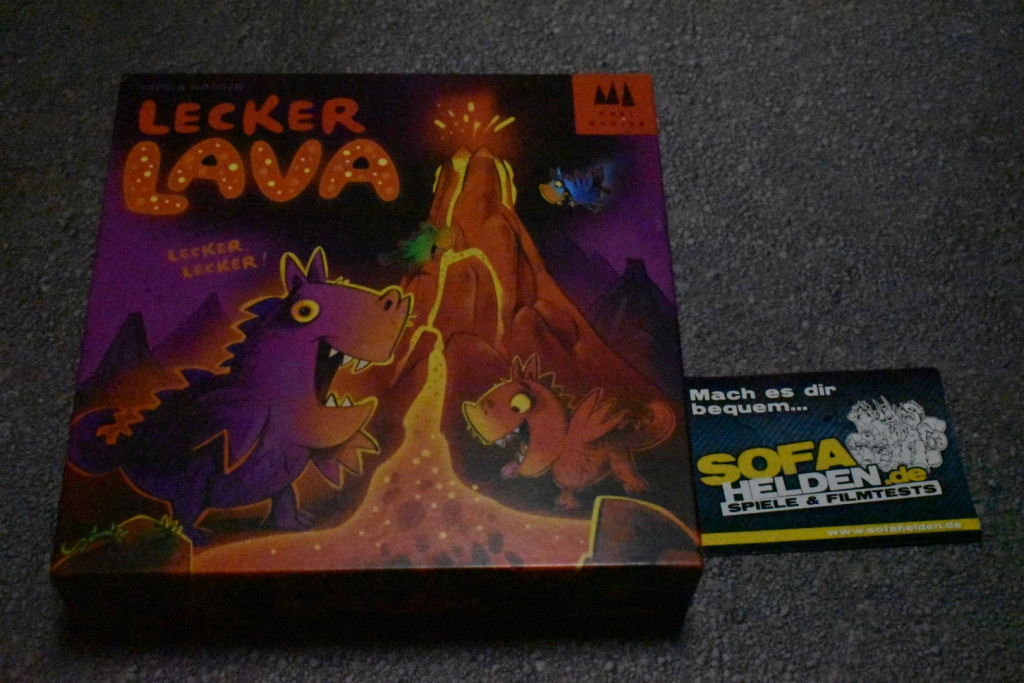 LECKER
LAVA
LECKER,
LECKER!
Mach es dir
bequem...
SOFA
HELDEN.de
SPIELE & FILMTESTS
www.sofahelden.de